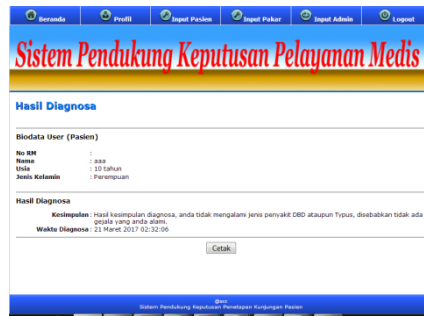 Beranda Profil Input Pasien Input Pakar Input Admin Logout
Sistem Pendukung Keputusan Pelayanan Medis
Hasil Diagnosa
Biodata User (Pasien)
No RM :
Nama : aaa
Usia : 10 tahun
Jenis Kelamin : Perempuan
Hasil Diagnosa
Kesimpulan : Hasil kesimpulan diagnosa, anda tidak mengalami jenis penyakit DBD ataupun Typus, disebabkan tidak ada
gejala yang anda alami.
Waktu Diagnosa : 21 Maret 2017 02:32:06
Cetak
Sistem Pendukung Keputusan Penetapan Kunjungan Pasien